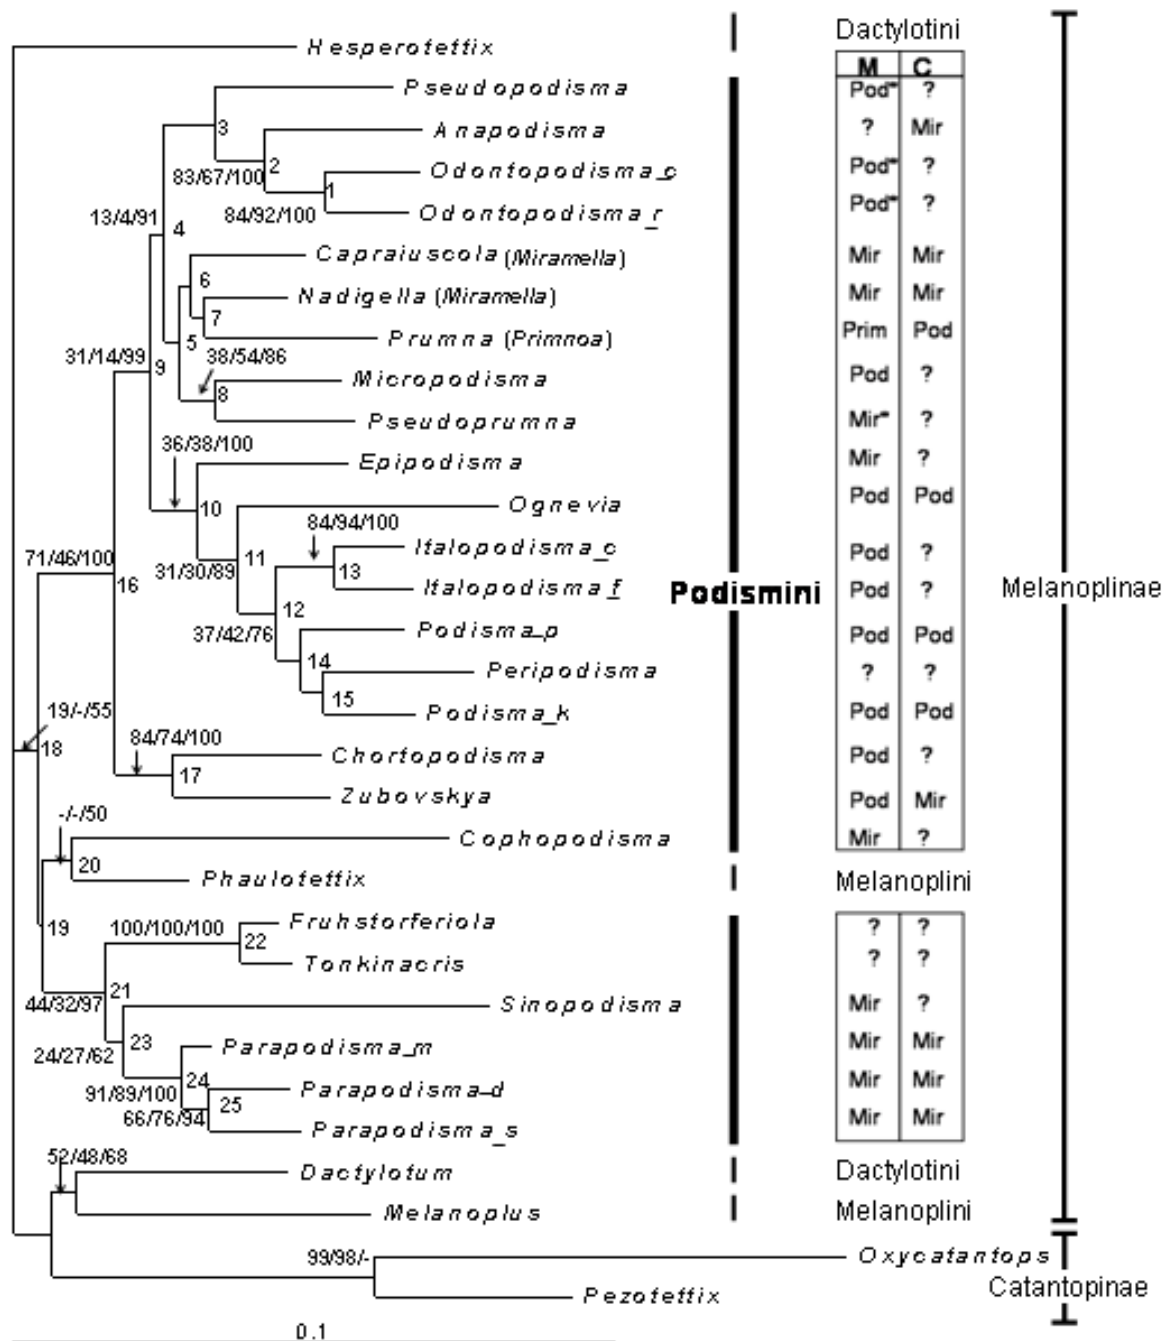 Dactylotini
Hesperotettix
M C
Pseudopodisma Pod* ?
3
Anapodisma ? Mir
2
83/67/100
Odontopodisma_c Pod* ?
1
84/92/100
Odontopodisma_r Pod* ?
13/4/91
4
Capraiuscola (Miramella) Mir Mir
6
Nadigella (Miramella) Mir Mir
7
Prumna (Primnoa) Prim Pod
5
31/14/99
38/54/86
9
Micropodisma Pod ?
8
Pseudoprumna Mir* ?
36/38/100
Epipodisma Mir ?
10
Ognevia Pod Pod
84/94/100
11
Italopodisma_c Pod ?
71/46/100
31/30/89
13
16
Italopodisma_f Podismini Pod ? Melanoplinae
12
37/42/76
Podisma_p Pod Pod
14
Peripodisma ? ?
15
19/-/55
Podisma_k Pod Pod
84/74/100
18
Chortopodisma Pod ?
17
Zubovskya Pod Mir
-/-/50
Cophopodisma Mir ?
20
Phaulotettix Melanoplini
19
100/100/100
Fruhstorferiola ? ?
22
Tonkinacris ? ?
21
44/32/97
Sinopodisma Mir ?
23
24/27/62
Parapodisma_m Mir Mir
24
91/89/100
Parapodisma_d Mir Mir
25
66/76/94
Parapodisma_s Mir Mir
52/48/68
Dactylotum Dactylotini
Melanoplus Melanoplini
99/98/-
Oxycatantops
Catantopinae
Pezotettix
0.1